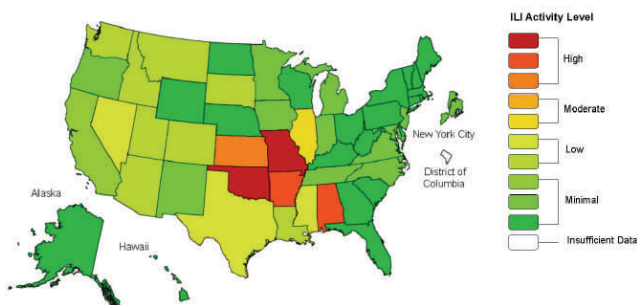 ILI Activity Level
High
Moderate
Low
Minimal
Insufficient Data
New York City
District of
Columbia
Alaska
Hawaii